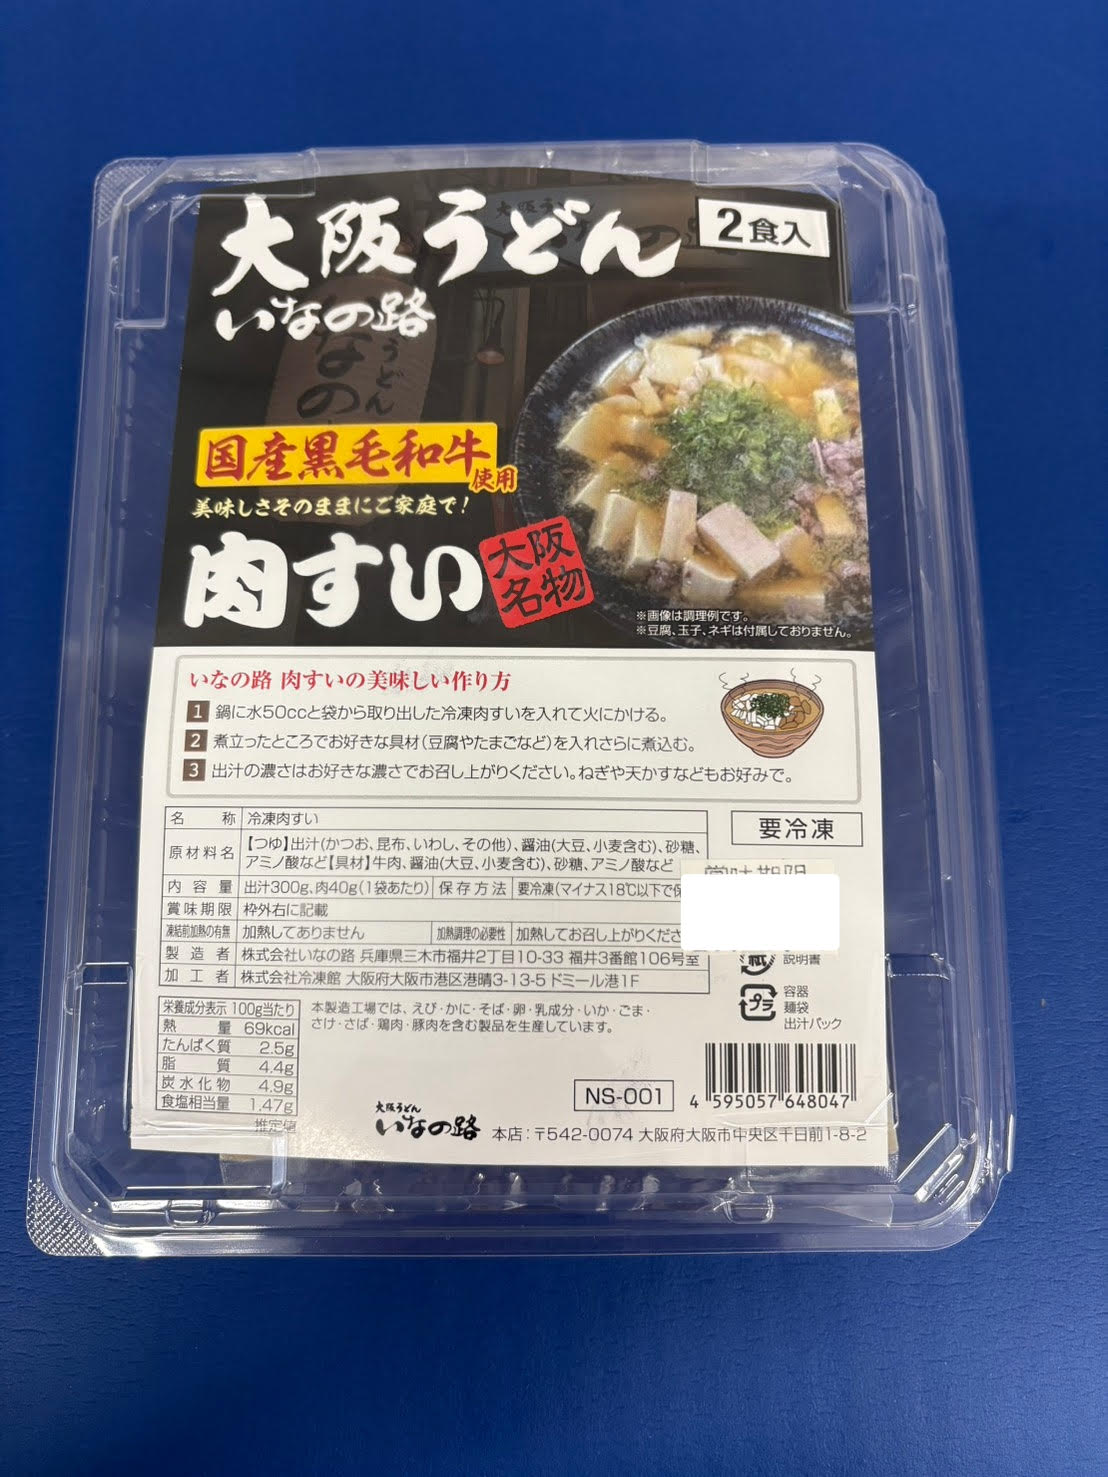 大阪うどん
2食入
いなの路
国産黒毛和牛使用
美味しさそのままにご家庭で！
肉すい
大阪名物
※画像は調理例です。
※豆腐、玉子、ネギは付属しておりません。
いなの路 肉すいの美味しい作り方
1 鍋に水50ccと袋から取り出した冷凍肉すいを入れて火にかける。
2 煮立ったところでお好きな具材（豆腐やたまごなど）を入れさらに煮込む。
3 出汁の濃さはお好きな濃さでお召し上がりください。ねぎや天かすなどもお好みで。
名称 冷凍肉すい
要冷凍
原材料名 【つゆ】出汁（かつお、昆布、いわし、その他）、醤油（大豆、小麦含む）、砂糖、
アミノ酸など【具材】牛肉、醤油（大豆、小麦含む）、砂糖、アミノ酸など
内容量 出汁300g、肉40g（1袋あたり） 保存方法 要冷凍（マイナス18℃以下で保
賞味期限 枠外右に記載
凍結前加熱の有無 加熱してありません 加熱調理の必要性 加熱してお召し上がりくださ
製造者 株式会社いなの路 兵庫県三木市福井2丁目10-33 福井3番館106号室
加工者 株式会社冷凍館 大阪府大阪市港区港晴3-13-5 ドミール港1F
紙 説明書
プラ 容器
麺袋
出汁パック
栄養成分表示 100g当たり
熱量 69kcal
たんぱく質 2.5g
脂質 4.4g
炭水化物 4.9g
食塩相当量 1.47g
推定値
本製造工場では、えび・かに・そば・卵・乳成分・いか・ごま・
さけ・さば・鶏肉・豚肉を含む製品を生産しています。
NS-001
4 595057 648047
大阪うどん
いなの路 本店：〒542-0074 大阪府大阪市中央区千日前1-8-2